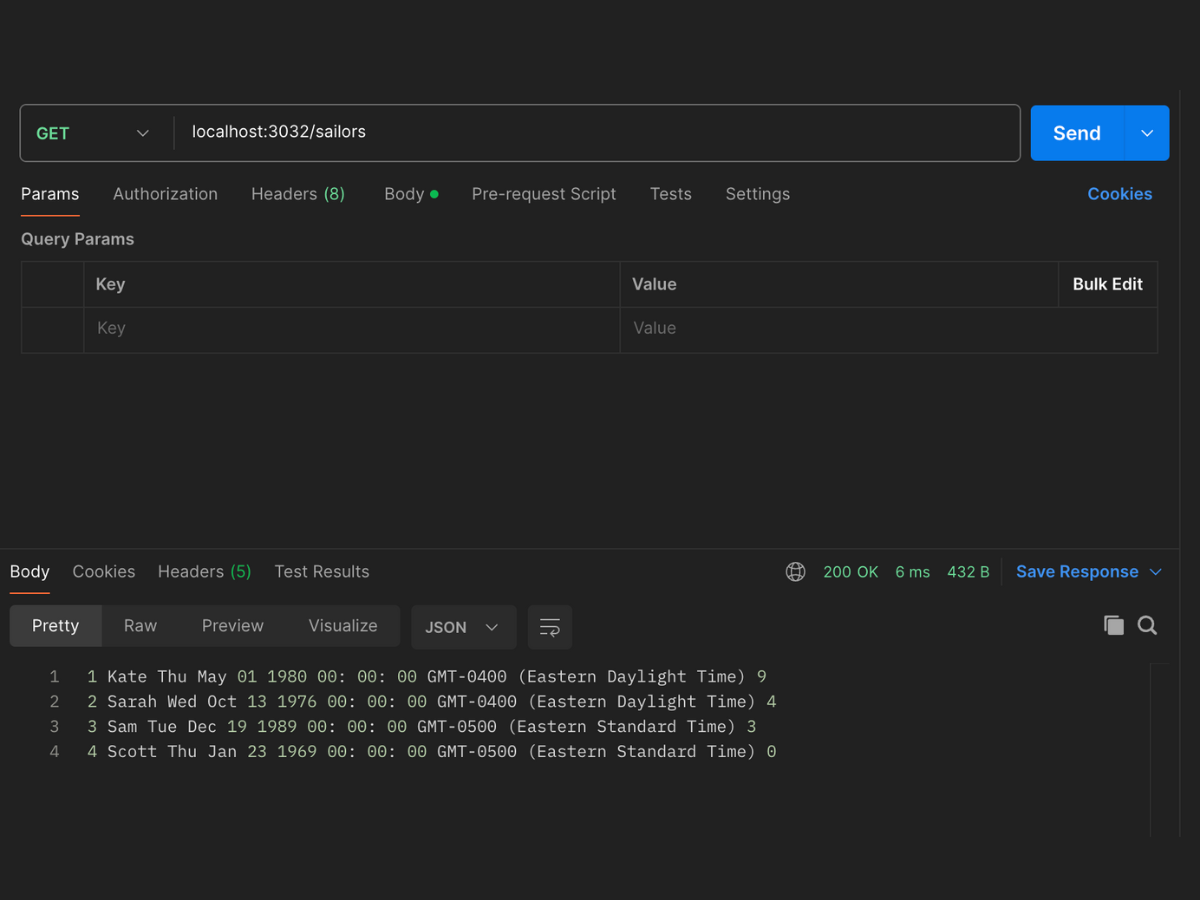 GET localhost:3032/sailors Send
Params Authorization Headers (8) Body Pre-request Script Tests Settings Cookies
Query Params
Key Value Bulk Edit
Key Value
Body Cookies Headers (5) Test Results 200 OK 6 ms 432 B Save Response
Pretty Raw Preview Visualize JSON
1 1 Kate Thu May 01 1980 00: 00: 00 GMT-0400 (Eastern Daylight Time) 9
2 2 Sarah Wed Oct 13 1976 00: 00: 00 GMT-0400 (Eastern Daylight Time) 4
3 3 Sam Tue Dec 19 1989 00: 00: 00 GMT-0500 (Eastern Standard Time) 3
4 4 Scott Thu Jan 23 1969 00: 00: 00 GMT-0500 (Eastern Standard Time) 0